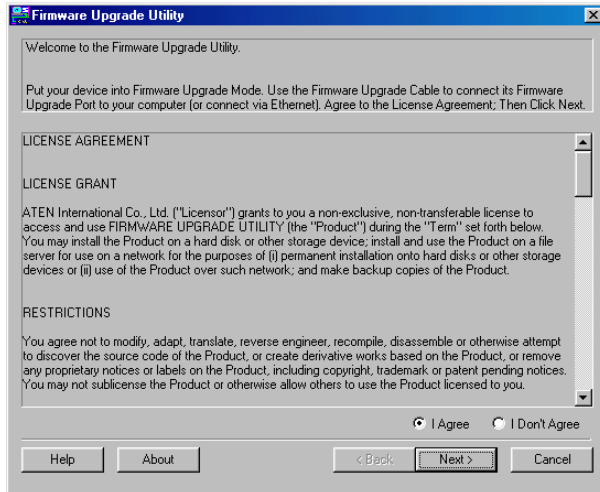 Firmware Upgrade Utility
Welcome to the Firmware Upgrade Utility.
Put your device into Firmware Upgrade Mode. Use the Firmware Upgrade Cable to connect its Firmware
Upgrade Port to your computer (or connect via Ethernet). Agree to the License Agreement; Then Click Next.
LICENSE AGREEMENT
LICENSE GRANT
ATEN International Co., Ltd. ("Licensor") grants to you a non-exclusive, non-transferable license to
access and use FIRMWARE UPGRADE UTILITY (the "Product") during the "Term" set forth below.
You may install the Product on a hard disk or other storage device; install and use the Product on a file
server for use on a network for the purposes of (i) permanent installation onto hard disks or other storage
devices or (ii) use of the Product over such network; and make backup copies of the Product.
RESTRICTIONS
You agree not to modify, adapt, translate, reverse engineer, recompile, disassemble or otherwise attempt
to discover the source code of the Product, or create derivative works based on the Product, or remove
any proprietary notices or labels on the Product, including copyright, trademark or patent pending notices.
You may not sublicense the Product or otherwise allow others to use the Product licensed to you.
I Agree I Don't Agree
Help About < Back Next > Cancel